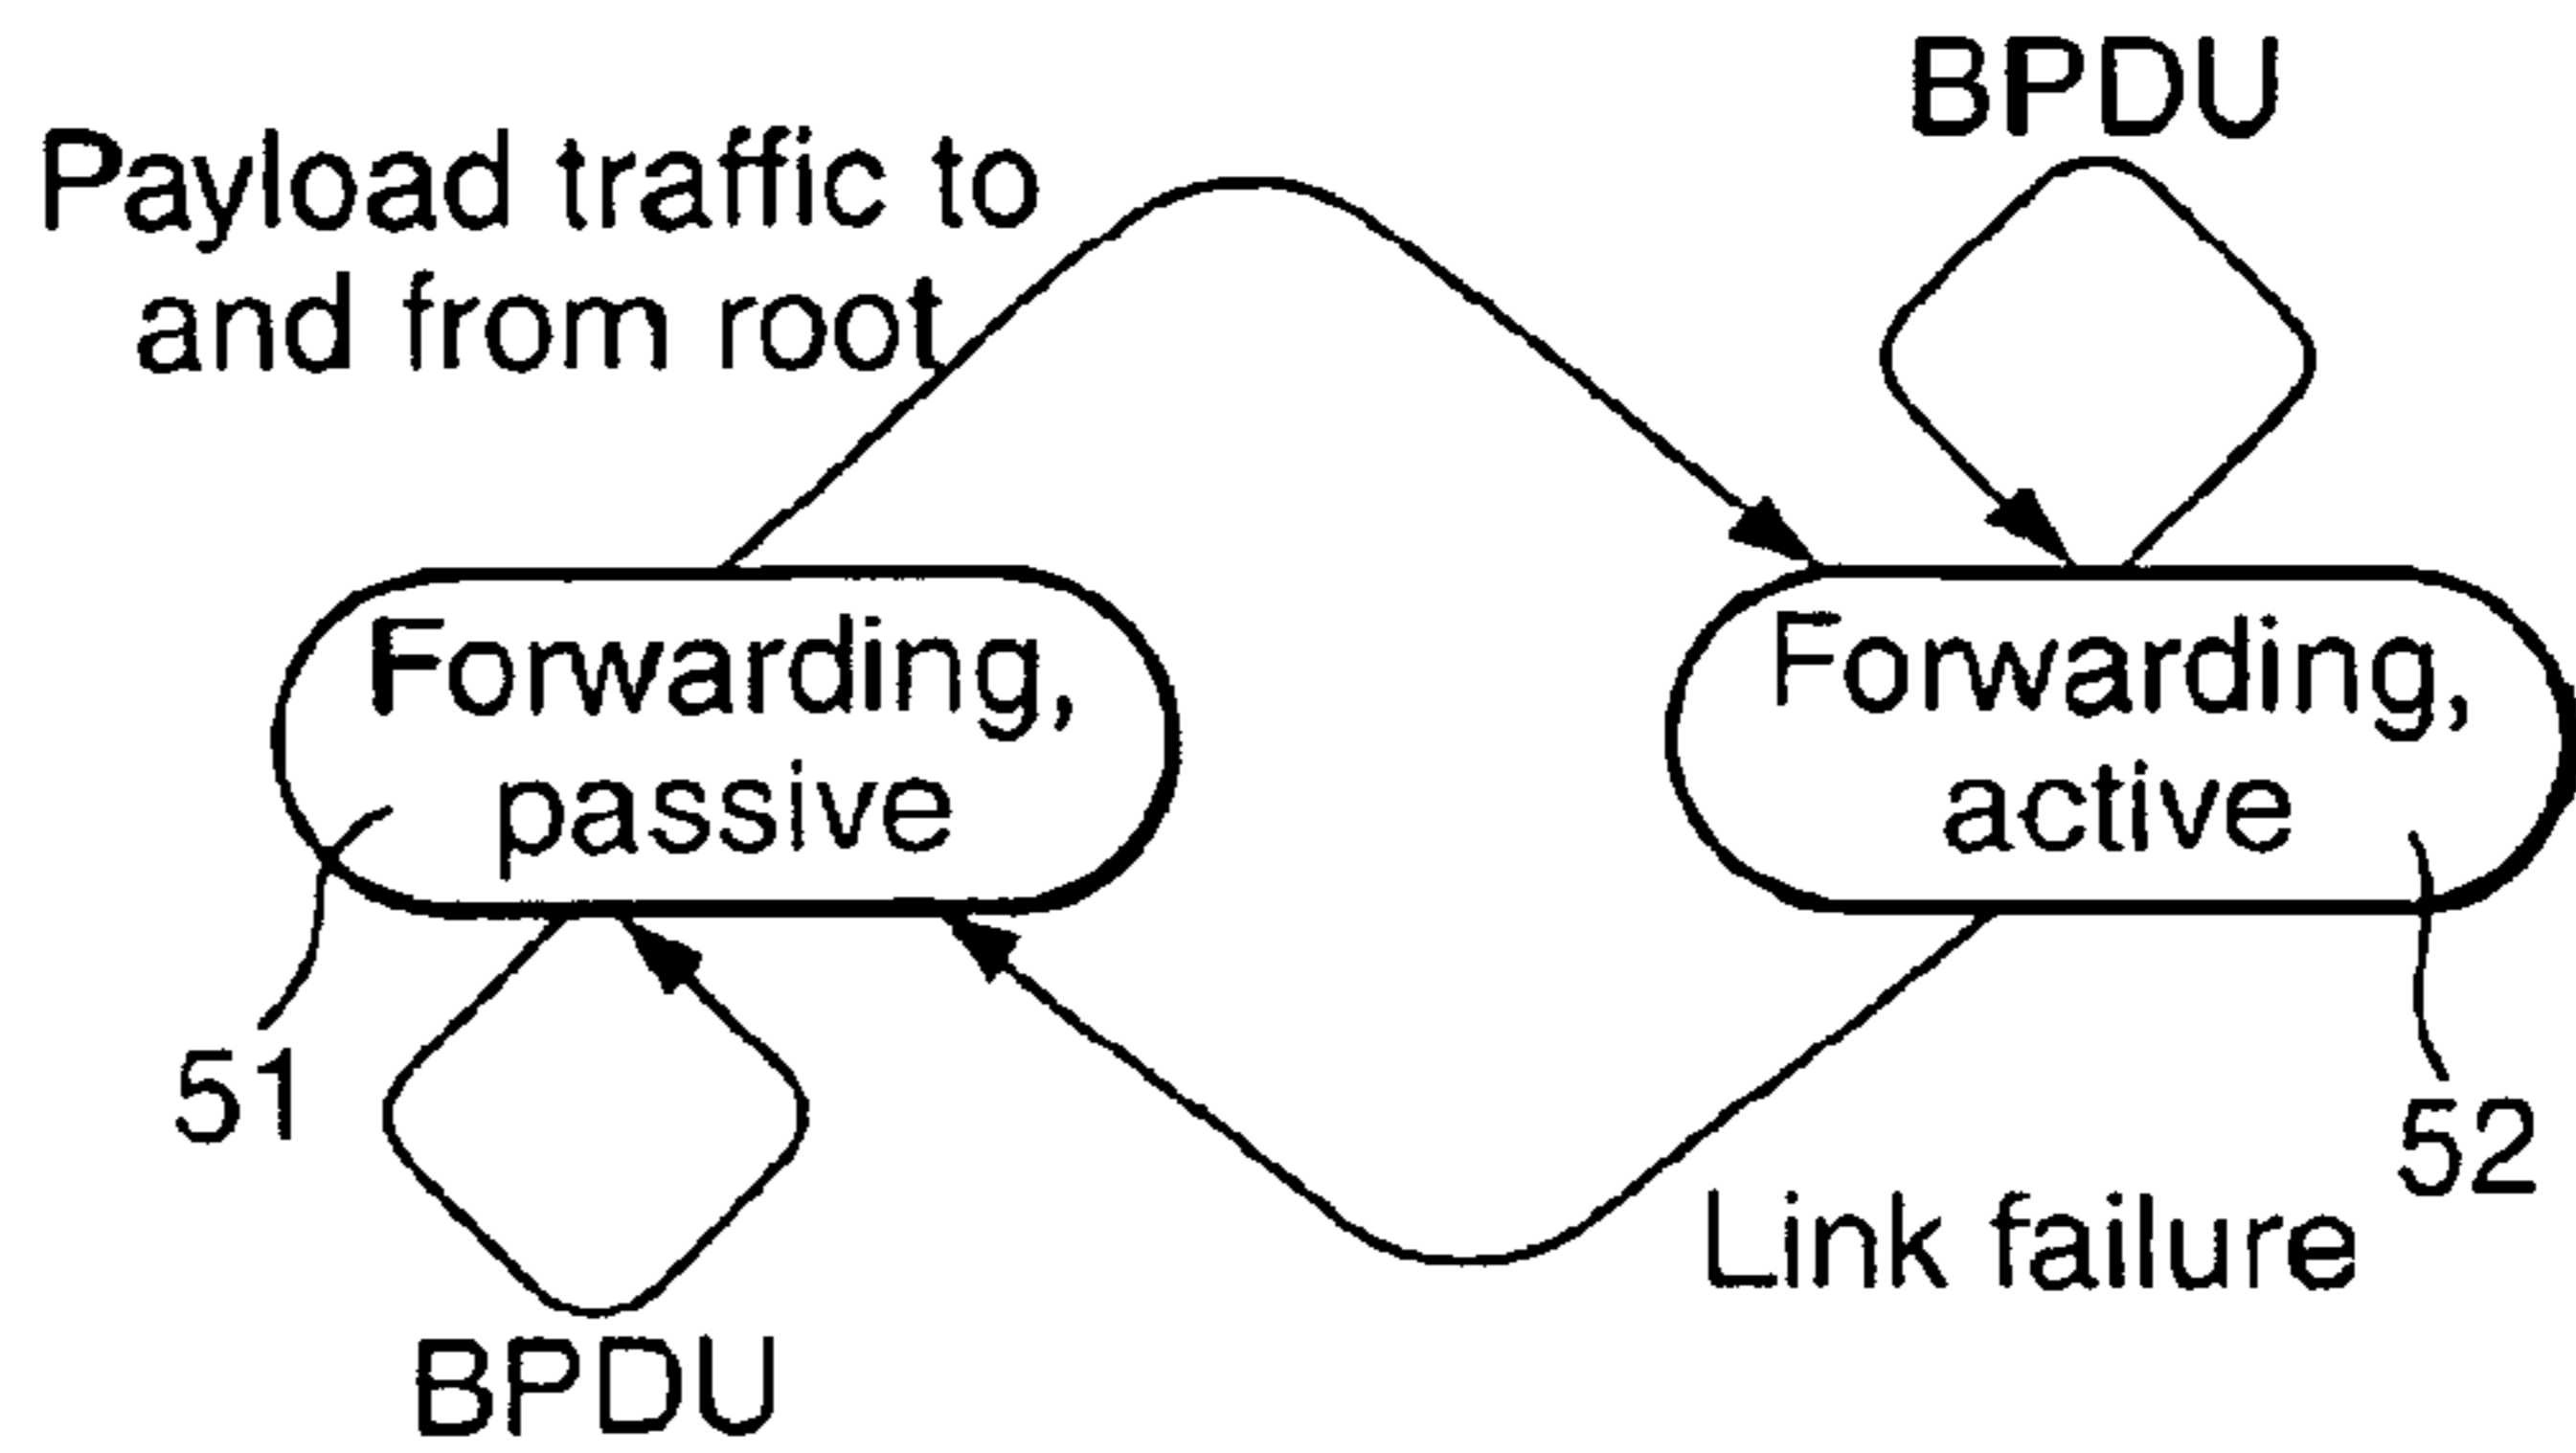 BPDU
Payload traffic to
and from root
Forwarding,
passive
Forwarding,
active
51
52
Link failure
BPDU